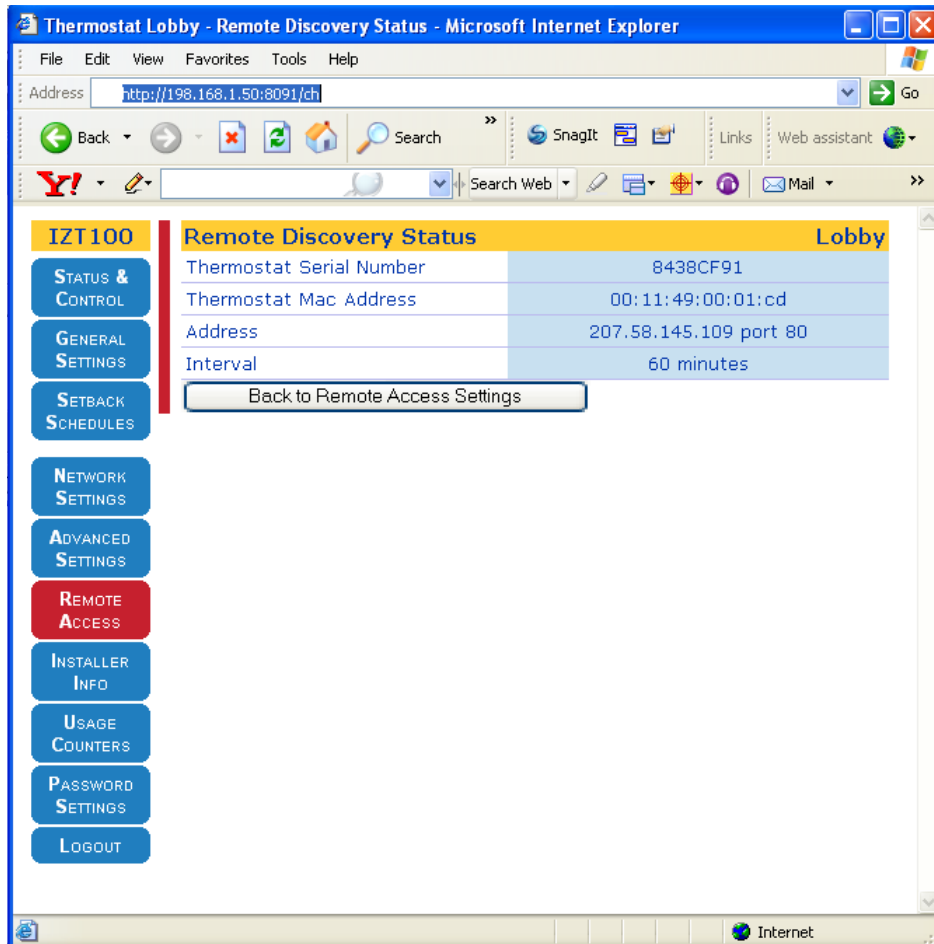 Thermostat Lobby - Remote Discovery Status - Microsoft Internet Explorer
File Edit View Favorites Tools Help
Address http://198.168.1.50:8091/ch Go
Back Search » SnagIt Links Web assistant
Y! Search Web Mail »
IZT100
Status & Control
General Settings
Setback Schedules
Network Settings
Advanced Settings
Remote Access
Installer Info
Usage Counters
Password Settings
Logout
Remote Discovery Status Lobby
Thermostat Serial Number 8438CF91
Thermostat Mac Address 00:11:49:00:01:cd
Address 207.58.145.109 port 80
Interval 60 minutes
Back to Remote Access Settings
Internet